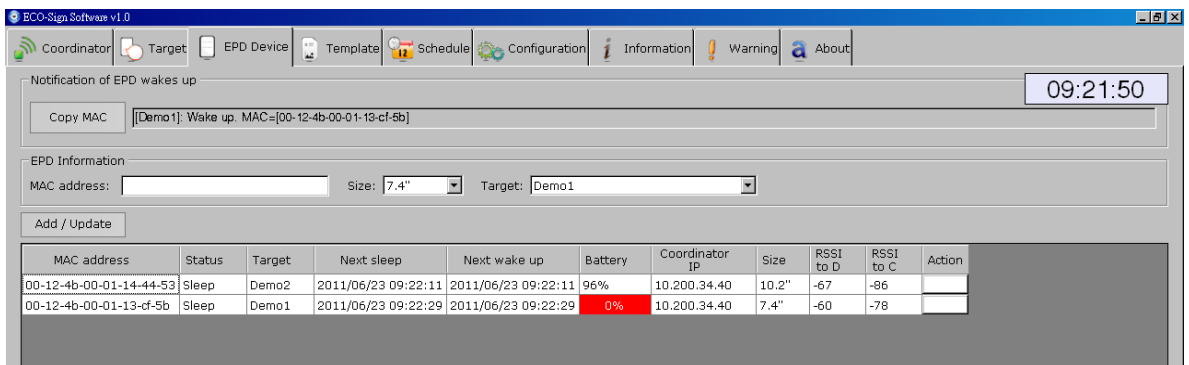 ECO-Sign Software v1.0
Coordinator Target EPD Device Template Schedule Configuration Information Warning About
Notification of EPD wakes up
09:21:50
Copy MAC [[Demo1]: Wake up. MAC=[00-12-4b-00-01-13-cf-5b]
EPD Information
MAC address: Size: 7.4" Target: Demo1
Add / Update
MAC address Status Target Next sleep Next wake up Battery Coordinator IP Size RSSI to D RSSI to C Action
00-12-4b-00-01-14-44-53 Sleep Demo2 2011/06/23 09:22:11 2011/06/23 09:22:11 96% 10.200.34.40 10.2" -67 -86
00-12-4b-00-01-13-cf-5b Sleep Demo1 2011/06/23 09:22:29 2011/06/23 09:22:29 0% 10.200.34.40 7.4" -60 -78